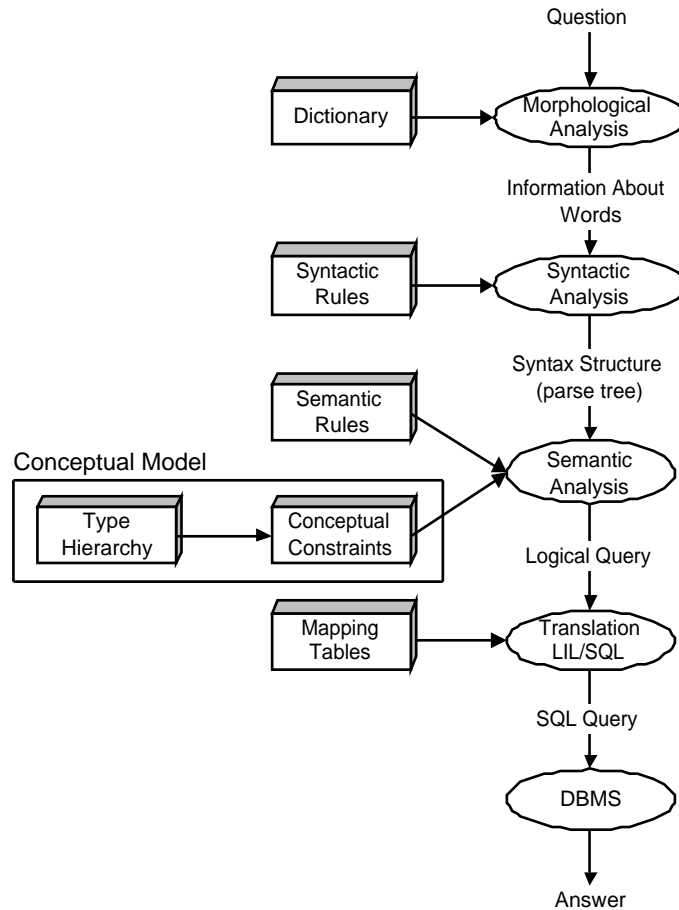 Question
Dictionary
Morphological
Analysis
Information About
Words
Syntactic
Rules
Syntactic
Analysis
Syntax Structure
(parse tree)
Semantic
Rules
Conceptual Model
Semantic
Analysis
Type
Hierarchy
Conceptual
Constraints
Logical Query
Mapping
Tables
Translation
LIL/SQL
SQL Query
DBMS
Answer